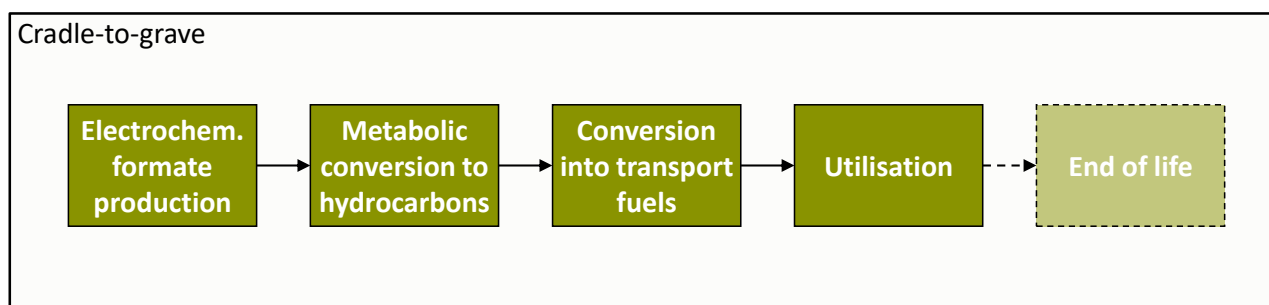 Cradle-to-grave
Electrochem.
formate
production
Metabolic
conversion to
hydrocarbons
Conversion
into transport
fuels
Utilisation
End of life